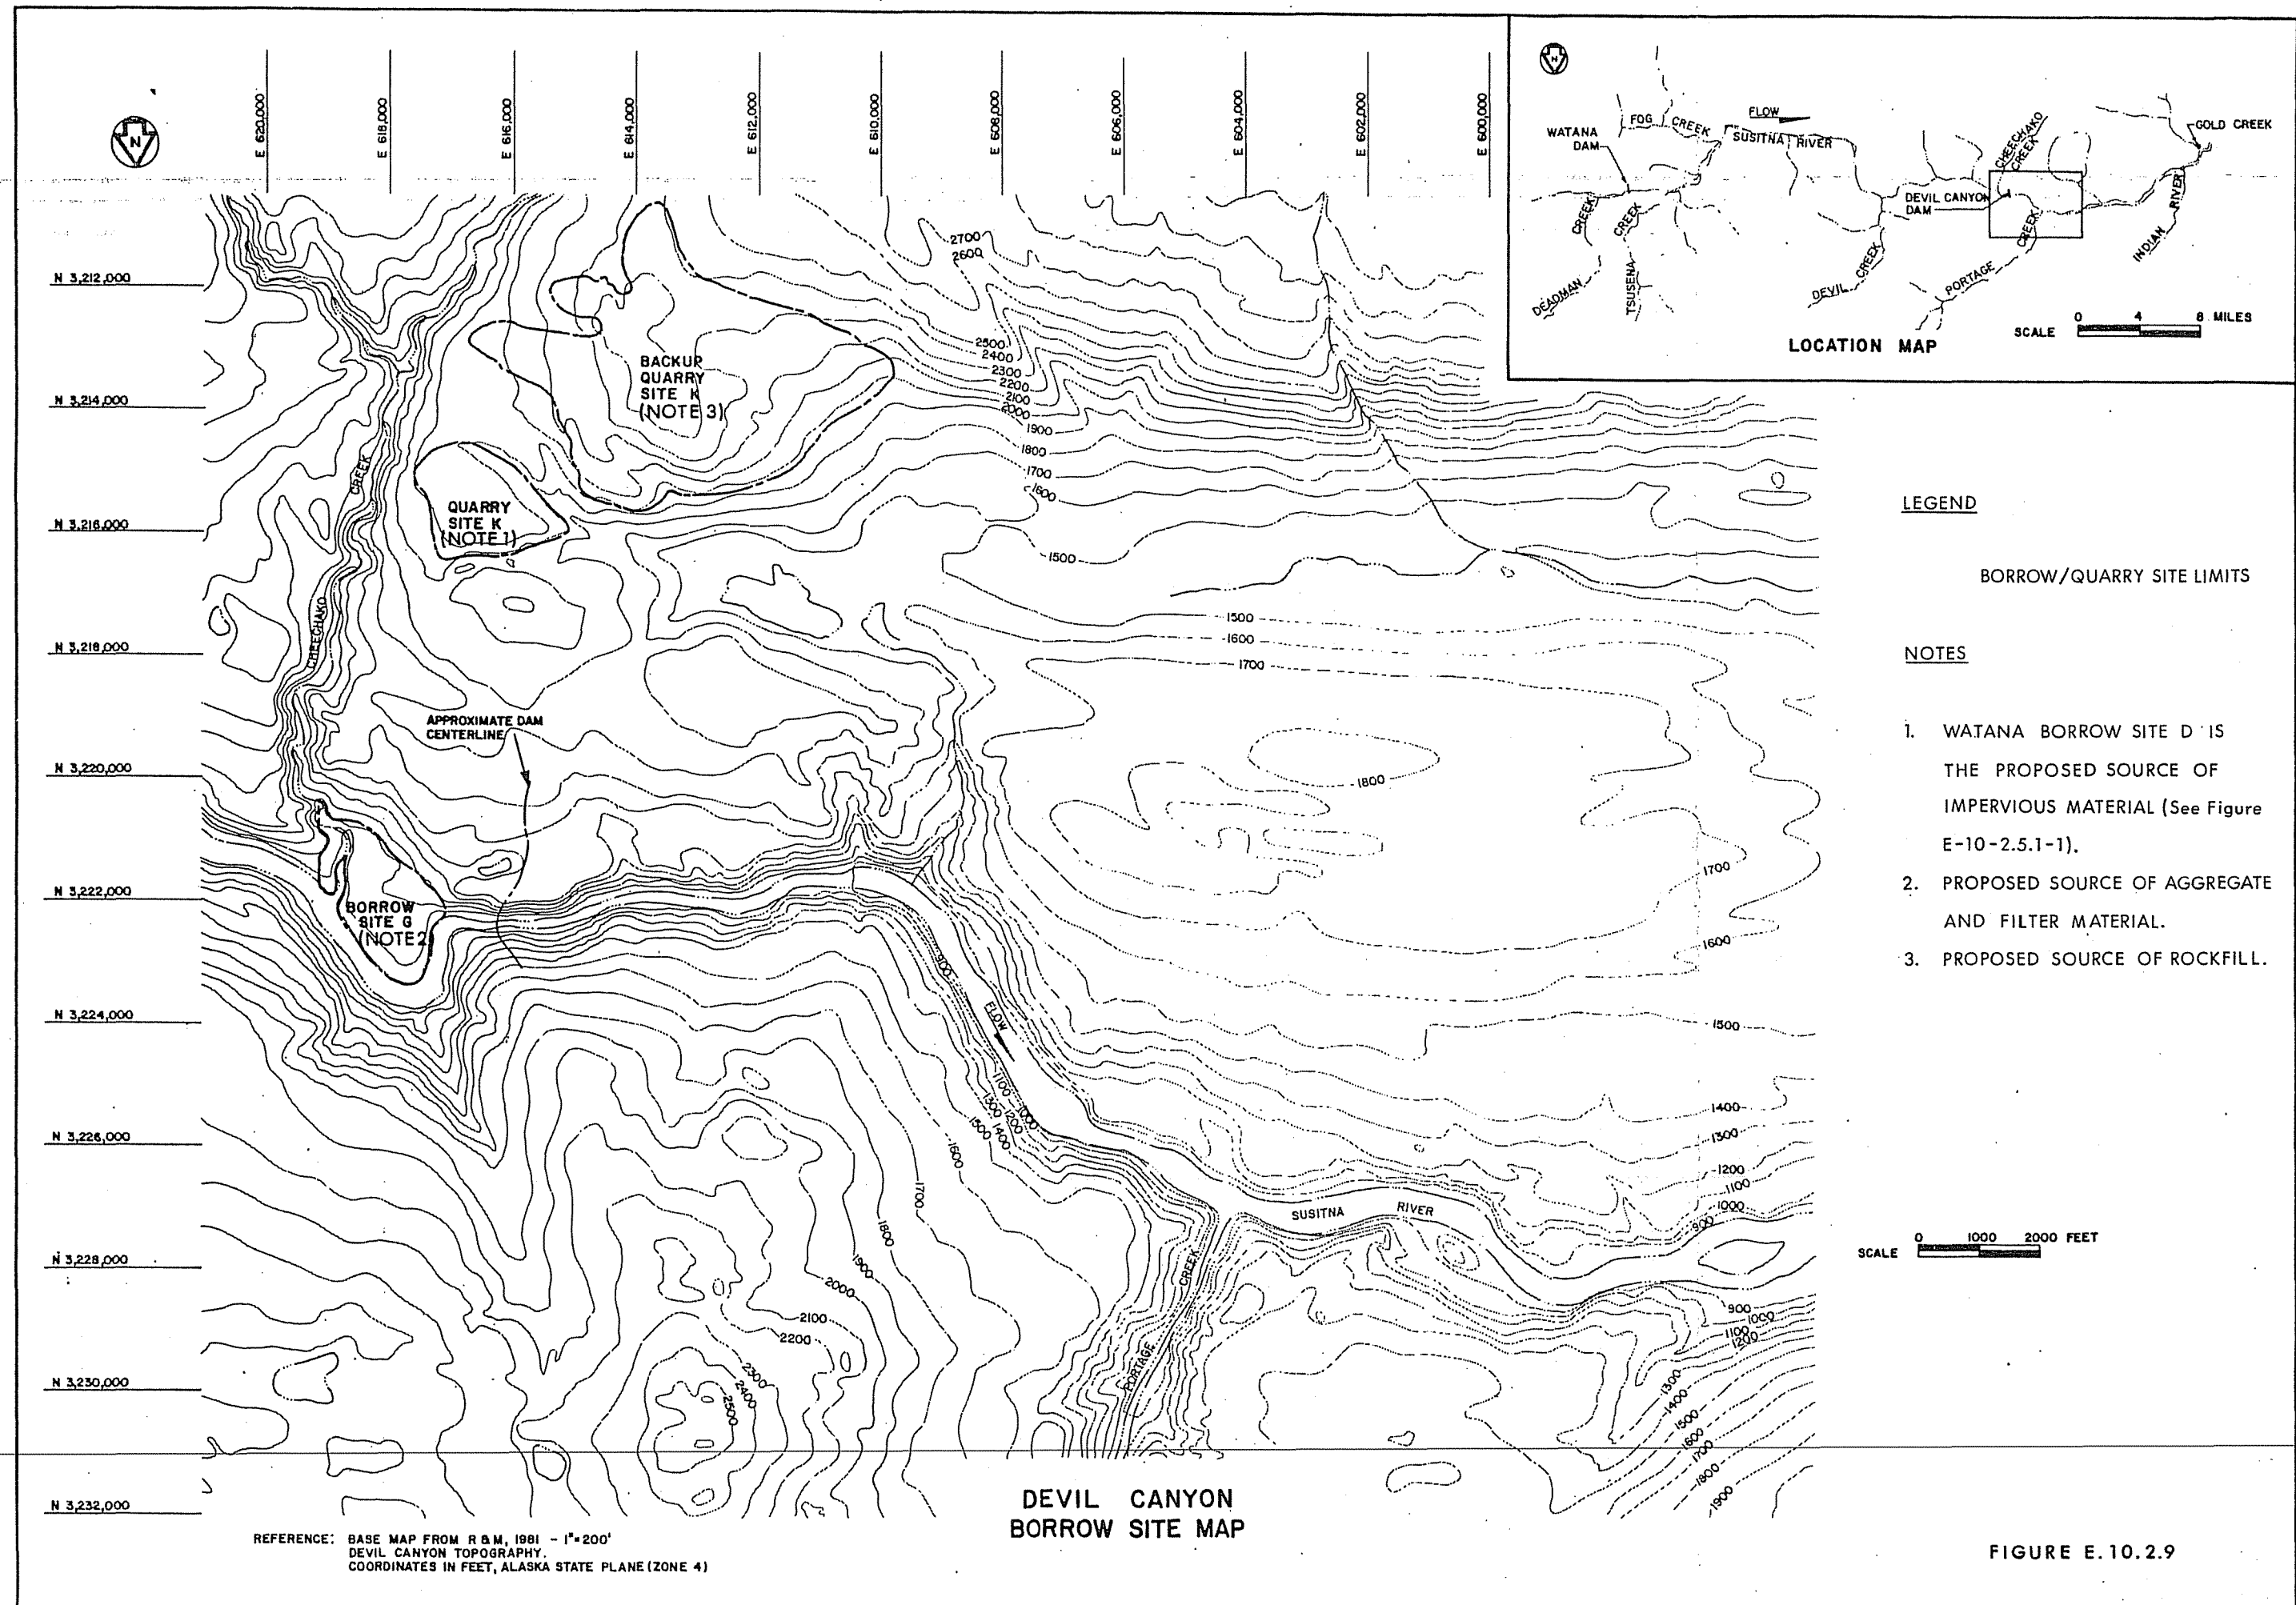 N
E 620,000
E 618,000
E 616,000
E 614,000
E 612,000
E 610,000
E 608,000
E 606,000
E 604,000
E 602,000
E 600,000
N 3,212,000
N 3,214,000
N 3,216,000
N 3,218,000
N 3,220,000
N 3,222,000
N 3,224,000
N 3,226,000
N 3,228,000
N 3,230,000
N 3,232,000
N
WATANA
DAM
FOG CREEK
FLOW
SUSITNA RIVER
CHEECHAKO
CREEK
GOLD CREEK
DEVIL CANYON
DAM
DEADMAN CREEK
TSUSENA CREEK
DEVIL CREEK
PORTAGE CREEK
INDIAN RIVER
LOCATION MAP
SCALE
0 4 8 MILES
2700
2600
2500
2400
2300
2200
2100
2000
1900
1800
1700
1600
1500
1500
1600
1700
1800
1700
1600
1500
1400
1300
1200
1100
1000
900
BACKUP
QUARRY
SITE K
(NOTE 3)
QUARRY
SITE K
(NOTE 1)
CHEECHAKO CREEK
APPROXIMATE DAM
CENTERLINE
BORROW
SITE G
(NOTE 2)
900
FLOW
1000
1100
1200
1300
1400
1500
1600
1700
1800
1900
2000
2100
2200
2300
2400
2500
SUSITNA RIVER
PORTAGE CREEK
900
1000
1100
1200
1300
1400
1500
1600
1700
1800
1900
LEGEND
BORROW/QUARRY SITE LIMITS
NOTES
1. WATANA BORROW SITE D IS
THE PROPOSED SOURCE OF
IMPERVIOUS MATERIAL (See Figure
E-10-2.5.1-1).
2. PROPOSED SOURCE OF AGGREGATE
AND FILTER MATERIAL.
3. PROPOSED SOURCE OF ROCKFILL.
SCALE
0 1000 2000 FEET
DEVIL CANYON
BORROW SITE MAP
REFERENCE: BASE MAP FROM R & M, 1981 - 1"=200'
DEVIL CANYON TOPOGRAPHY.
COORDINATES IN FEET, ALASKA STATE PLANE (ZONE 4)
FIGURE E.10.2.9